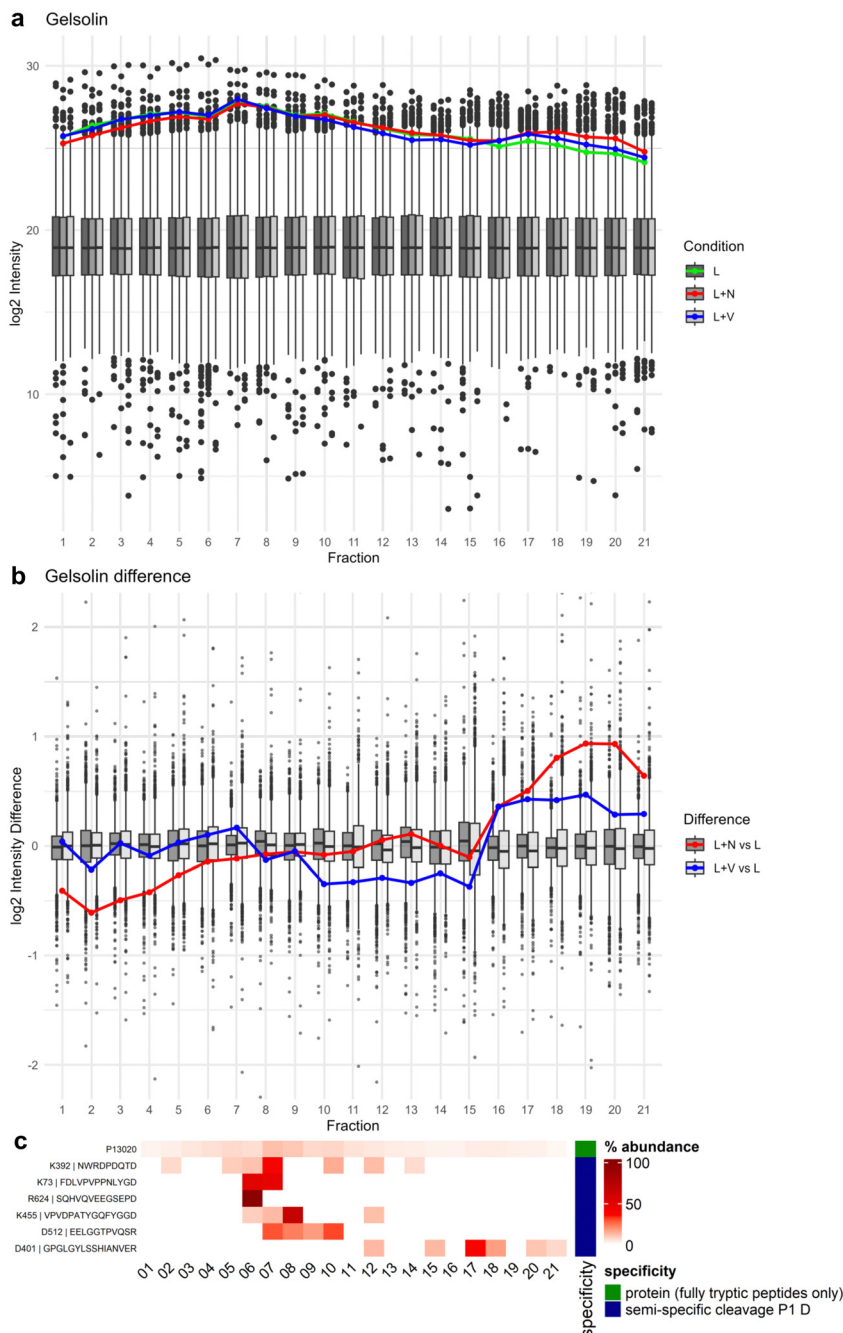 a Gelsolin
30
20
10
log2 Intensity
1 2 3 4 5 6 7 8 9 10 11 12 13 14 15 16 17 18 19 20 21
Fraction
Condition
L
L+N
L+V
b Gelsolin difference
2
1
0
-1
-2
log2 Intensity Difference
1 2 3 4 5 6 7 8 9 10 11 12 13 14 15 16 17 18 19 20 21
Fraction
Difference
L+N vs L
L+V vs L
c
P13020
K392 | NWRDPDQTD
K73 | FDLVPVPPNLYGD
R624 | SQHVQVEEGSEPD
K455 | VPVDPATYGQFYGGD
D512 | EELGGTPVQSR
D401 | GPGLGYLSSHIANVER
01 02 03 04 05 06 07 08 09 10 11 12 13 14 15 16 17 18 19 20 21
specificity
% abundance
100
50
0
specificity
protein (fully tryptic peptides only)
semi-specific cleavage P1 D